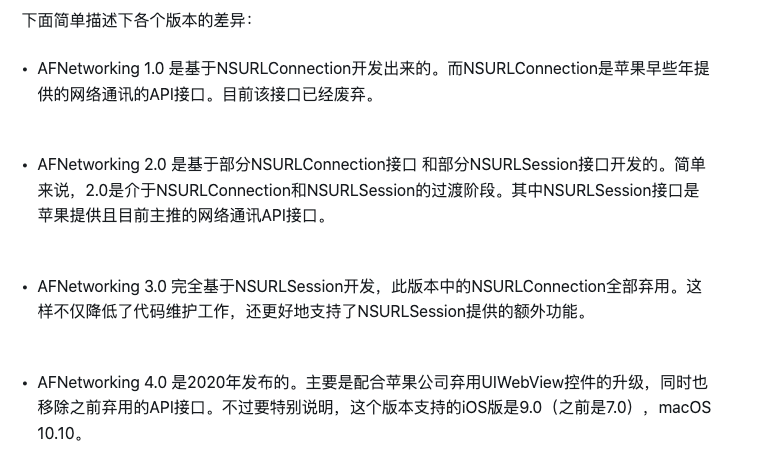 下面简单描述下各个版本的差异：
• AFNetworking 1.0 是基于NSURLConnection开发出来的。而NSURLConnection是苹果早些年提
供的网络通讯的API接口。目前该接口已经废弃。
• AFNetworking 2.0 是基于部分NSURLConnection接口 和部分NSURLSession接口开发的。简单
来说，2.0是介于NSURLConnection和NSURLSession的过渡阶段。其中NSURLSession接口是
苹果提供且目前主推的网络通讯API接口。
• AFNetworking 3.0 完全基于NSURLSession开发，此版本中的NSURLConnection全部弃用。这
样不仅降低了代码维护工作，还更好地支持了NSURLSession提供的额外功能。
• AFNetworking 4.0 是2020年发布的。主要是配合苹果公司弃用UIWebView控件的升级，同时也
移除之前弃用的API接口。不过要特别说明，这个版本支持的iOS版是9.0（之前是7.0），macOS
10.10。